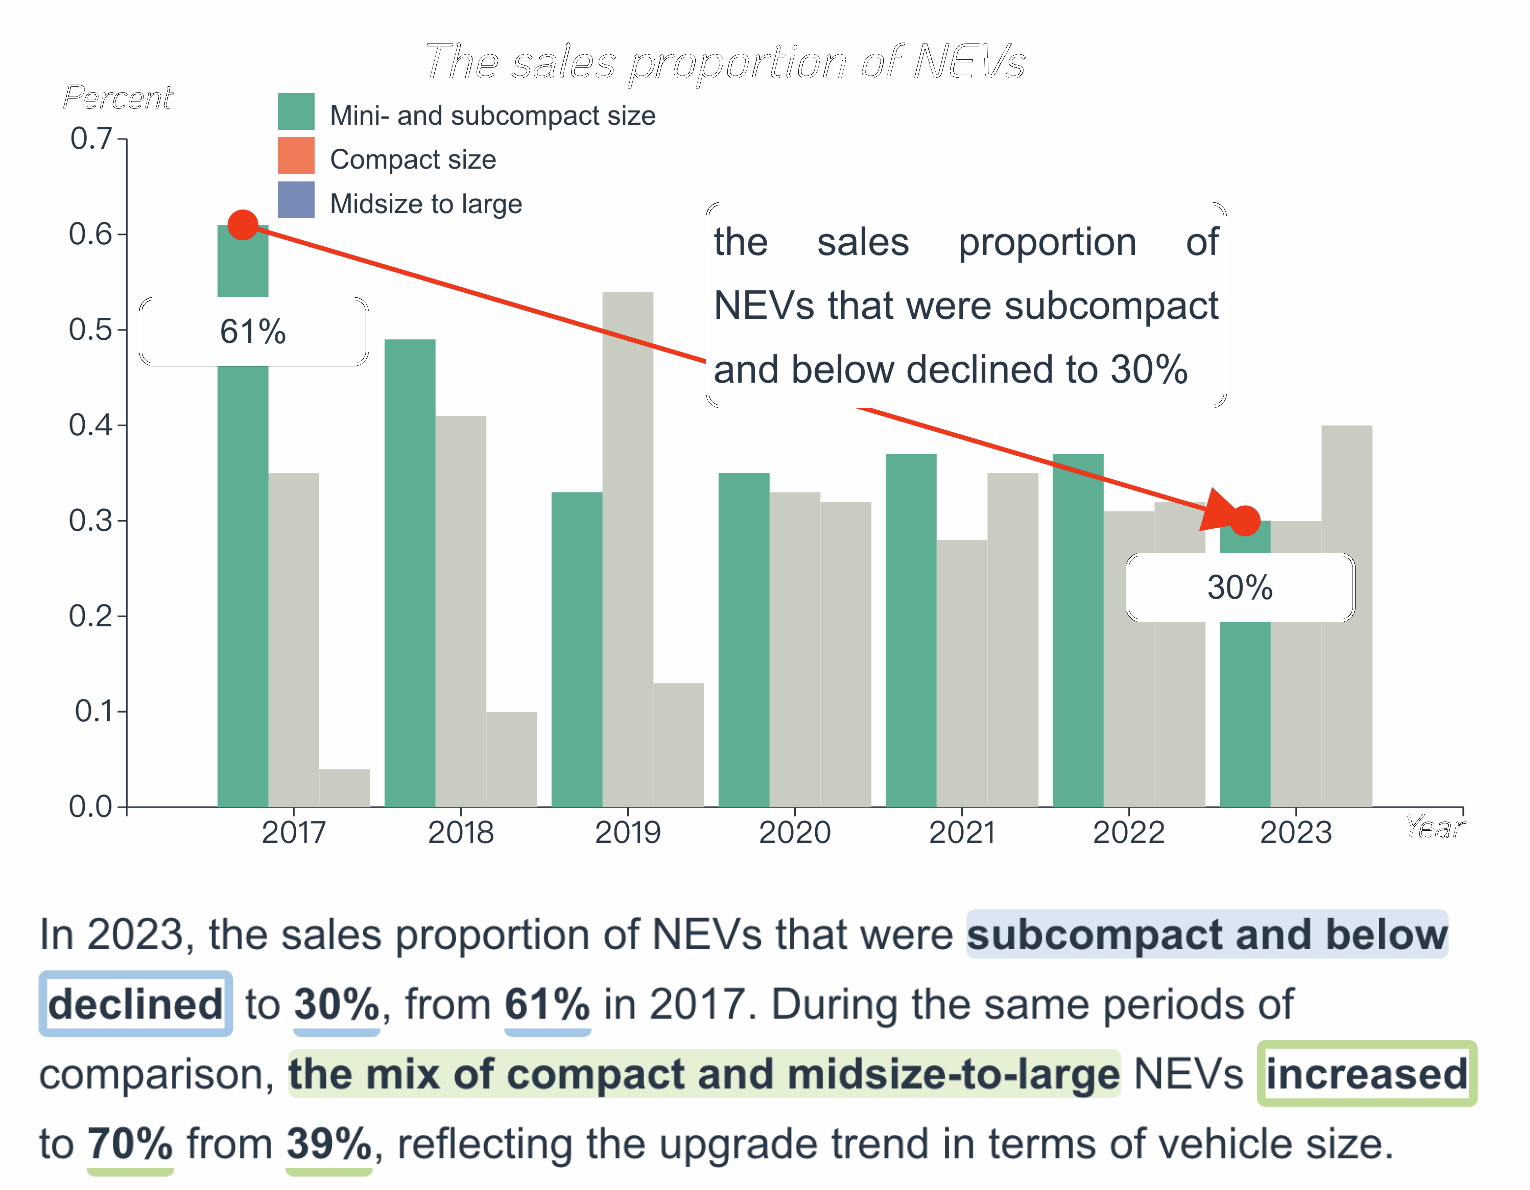 The sales proportion of NEVs
Percent
Mini- and subcompact size
Compact size
Midsize to large
0.7
0.6
0.5
0.4
0.3
0.2
0.1
0.0
61%
the sales proportion of
NEVs that were subcompact
and below declined to 30%
30%
2017 2018 2019 2020 2021 2022 2023
Year
In 2023, the sales proportion of NEVs that were subcompact and below
declined to 30%, from 61% in 2017. During the same periods of
comparison, the mix of compact and midsize-to-large NEVs increased
to 70% from 39%, reflecting the upgrade trend in terms of vehicle size.